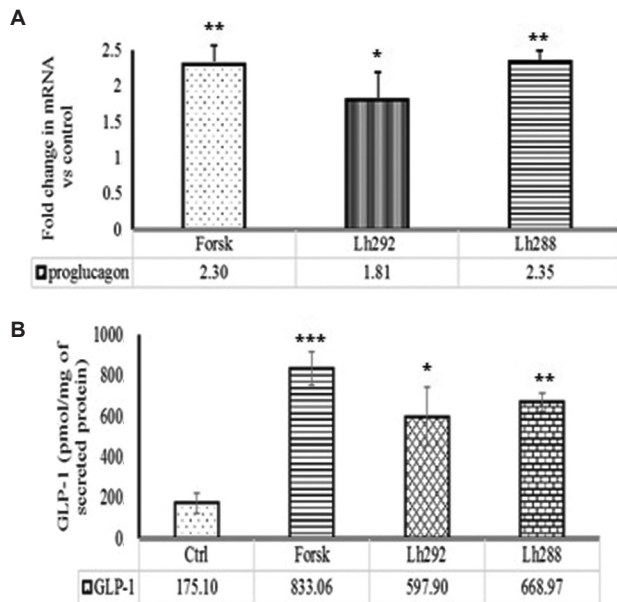 A
Fold change in mRNA
vs control
2.5
2
1.5
1
0.5
0
**
*
**
Forsk Lh292 Lh288
proglucagon 2.30 1.81 2.35
B
GLP-1 (pmol/mg of
secreted protein)
1000
800
600
400
200
0
***
*
**
Ctrl Forsk Lh292 Lh288
GLP-1 175.10 833.06 597.90 668.97